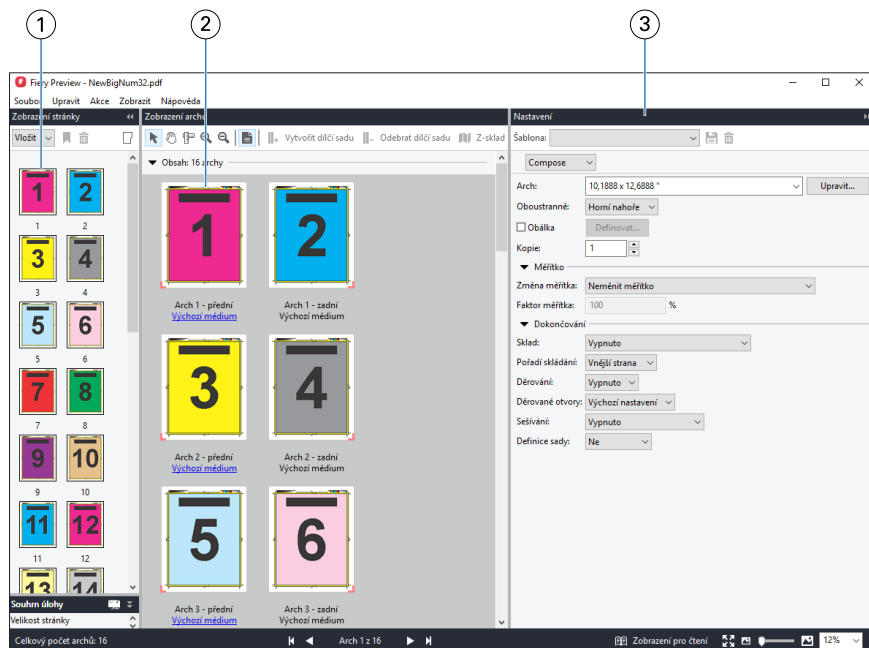 1
2
3
Fiery Preview - NewBigNum32.pdf
Soubor Upravit Akce Zobrazit Nápověda
Zobrazení stránky
Zobrazení archu
Nastavení
Vložit
Vytvořit dílčí sadu
Odebrat dílčí sadu
Z-sklad
Šablona:
Obsah: 16 archy
Compose
1 2
1 2
3 4
3 4
5 6
5 6
7 8
7 8
9 10
9 10
11 12
11 12
13 14
1 2
Arch 1 - přední Arch 1 - zadní
Výchozí médium Výchozí médium
3 4
Arch 2 - přední Arch 2 - zadní
Výchozí médium Výchozí médium
5 6
Arch 3 - přední Arch 3 - zadní
Výchozí médium Výchozí médium
Arch: 10,1888 x 12,6888 " Upravit...
Oboustranné: Horní nahoře
Obálka Definovat...
Kopie: 1
Měřítko
Změna měřítka: Neměnit měřítko
Faktor měřítka: 100 %
Dokončování
Sklad: Vypnuto
Pořadí skládání: Vnější strana
Děrování: Vypnuto
Děrované otvory: Výchozí nastavení
Sešívání: Vypnuto
Definice sady: Ne
Souhrn úlohy
Velikost stránky
Celkový počet archů: 16
Arch 1 z 16
Zobrazení pro čtení
12%